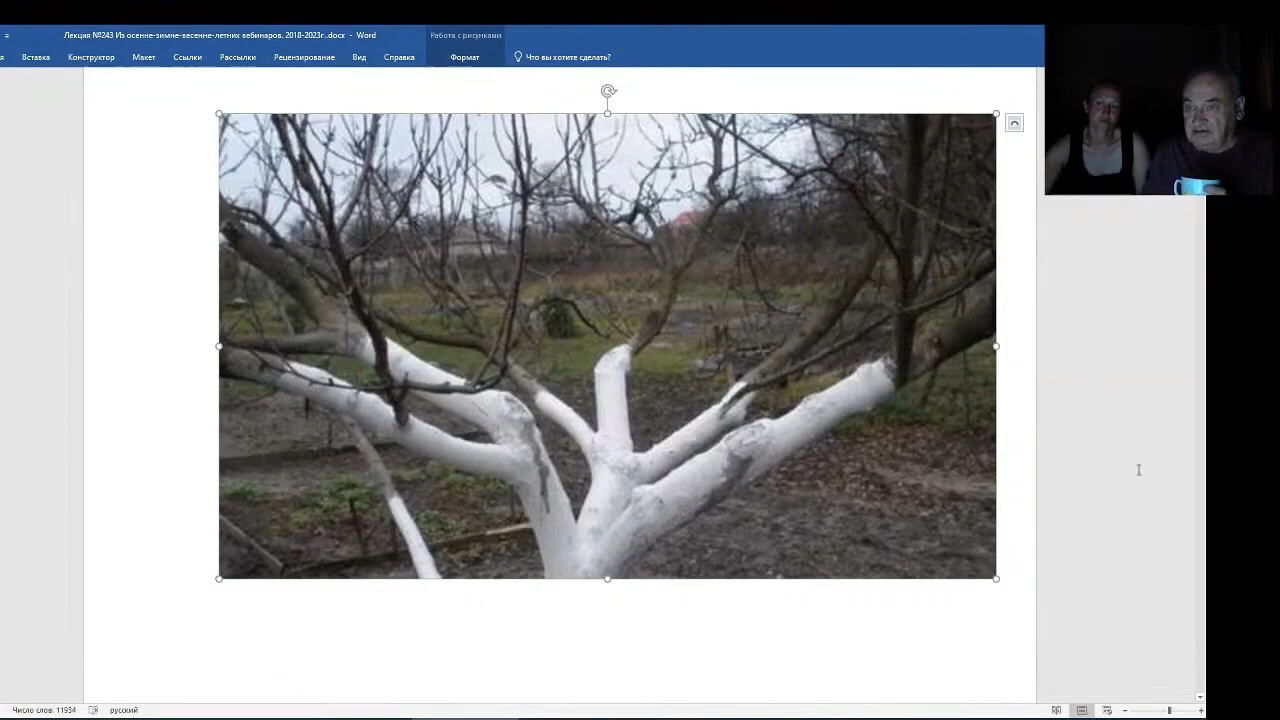 Лекция №243 Из осенне-зимне-весенне-летних вебинаров. 2018-2023г..docx - Word
Работа с рисунками
Вставка Конструктор Макет Ссылки Рассылки Рецензирование Вид Справка Формат Что вы хотите сделать?
Число слов: 11934 русский